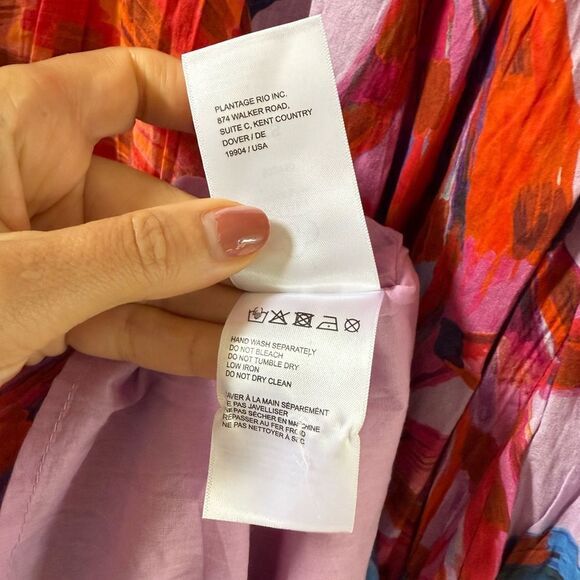 PLANTAGE RIO INC.
874 WALKER ROAD,
SUITE C, KENT COUNTRY
DOVER / DE
19904 / USA
HAND WASH SEPARATELY
DO NOT BLEACH
DO NOT TUMBLE DRY
LOW IRON
DO NOT DRY CLEAN
AVER À LA MAIN SÉPARÉMENT
E PAS JAVELLISER
NE PAS SÉCHER EN MACHINE
REPASSER AU FER FROID
NE PAS NETTOYER À SEC